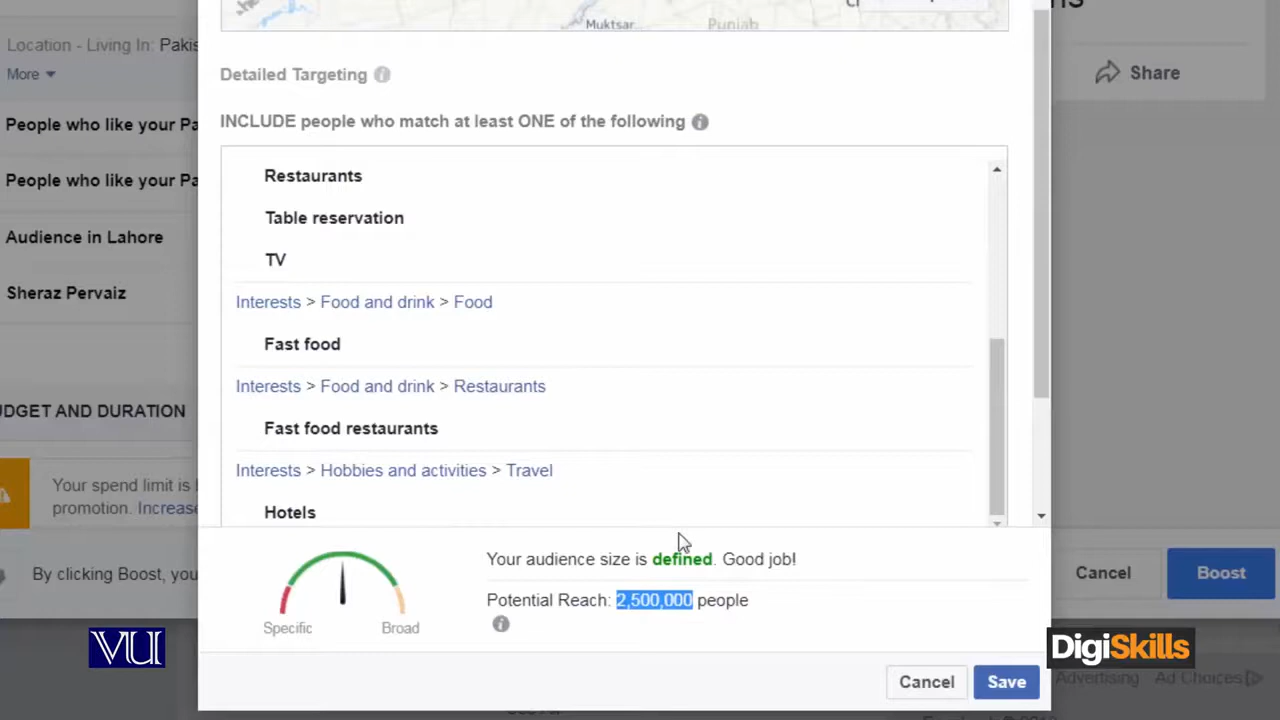 Muktsar
Punjab
Location - Living In: Pakis
More
Share
Detailed Targeting
INCLUDE people who match at least ONE of the following
People who like your Pa
Restaurants
People who like your Pa
Table reservation
Audience in Lahore
TV
Sheraz Pervaiz
Interests > Food and drink > Food
Fast food
Interests > Food and drink > Restaurants
DGET AND DURATION
Fast food restaurants
Interests > Hobbies and activities > Travel
Your spend limit is
promotion. Increase
Hotels
Your audience size is defined. Good job!
By clicking Boost, you
Cancel
Boost
Potential Reach: 2,500,000 people
Specific
Broad
VU
DigiSkills
Advertising
Ad Choices
Cancel
Save